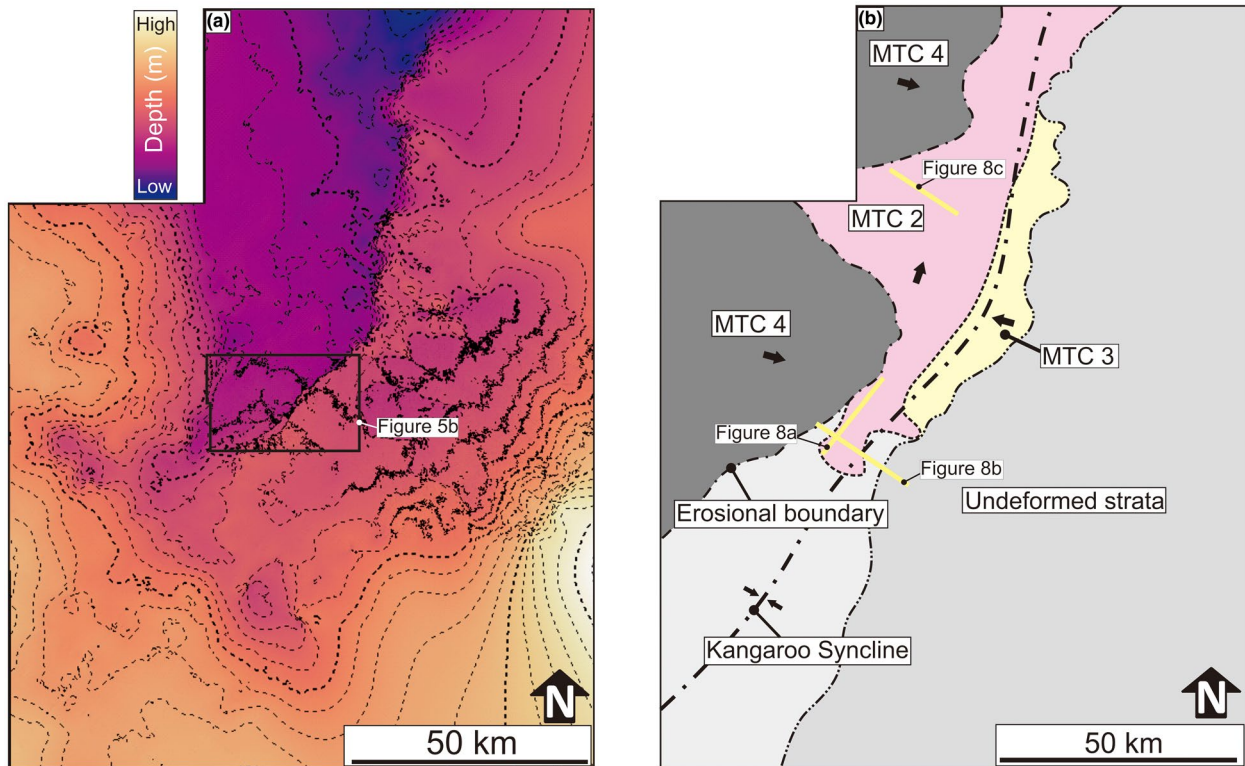 (a)
High
Depth (m)
Low
Figure 5b
N
50 km
(b)
MTC 4
Figure 8c
MTC 2
MTC 4
MTC 3
Figure 8a
Figure 8b
Erosional boundary
Undeformed strata
Kangaroo Syncline
N
50 km